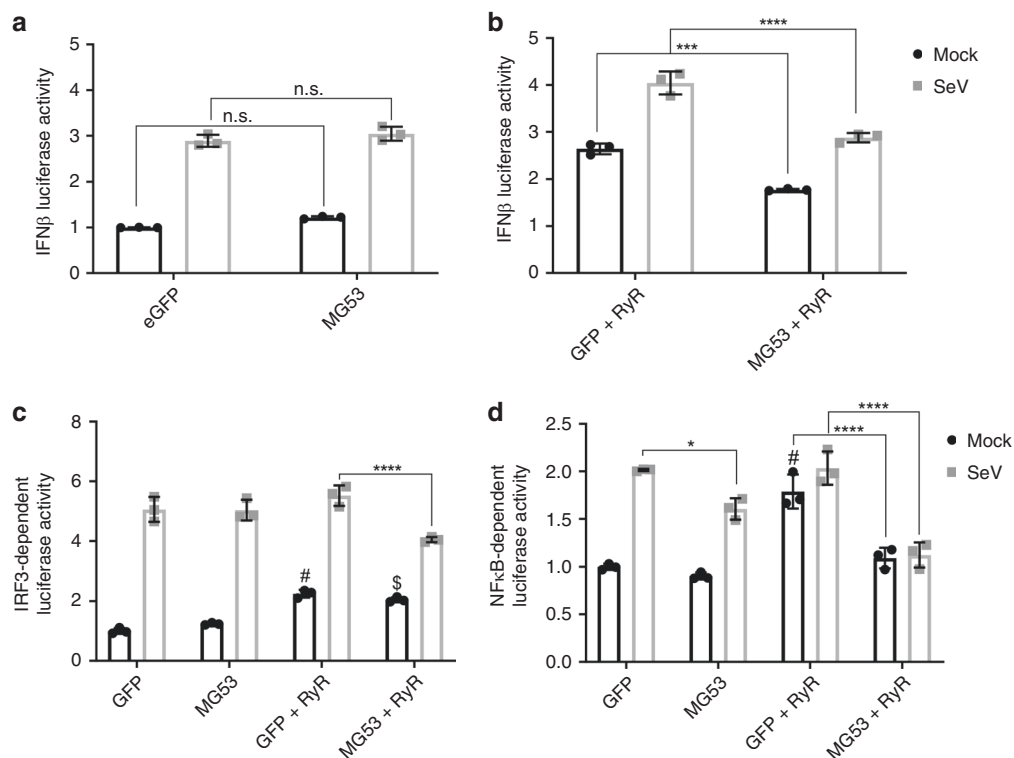 a
IFNβ luciferase activity
5
4
3
2
1
0
n.s.
n.s.
eGFP
MG53
b
IFNβ luciferase activity
5
4
3
2
1
0
****
***
GFP + RyR
MG53 + RyR
Mock
SeV
c
IRF3-dependent
luciferase activity
8
6
4
2
0
****
#
$
GFP
MG53
GFP + RyR
MG53 + RyR
d
NFκB-dependent
luciferase activity
2.5
2.0
1.5
1.0
0.5
0.0
*
****
****
#
GFP
MG53
GFP + RyR
MG53 + RyR
Mock
SeV